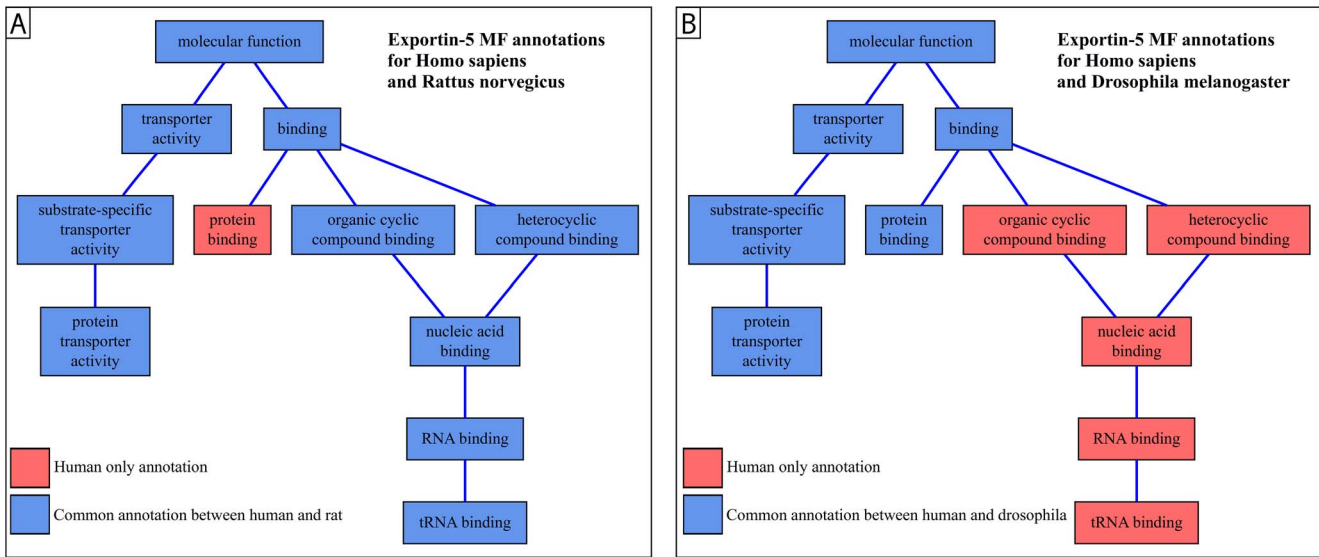 A
Exportin-5 MF annotations
for Homo sapiens
and Rattus norvegicus
molecular function
transporter
activity
binding
substrate-specific
transporter
activity
protein
binding
organic cyclic
compound binding
heterocyclic
compound binding
protein
transporter
activity
nucleic acid
binding
RNA binding
tRNA binding
Human only annotation
Common annotation between human and rat
B
Exportin-5 MF annotations
for Homo sapiens
and Drosophila melanogaster
molecular function
transporter
activity
binding
substrate-specific
transporter
activity
protein
binding
organic cyclic
compound binding
heterocyclic
compound binding
protein
transporter
activity
nucleic acid
binding
RNA binding
tRNA binding
Human only annotation
Common annotation between human and drosophila